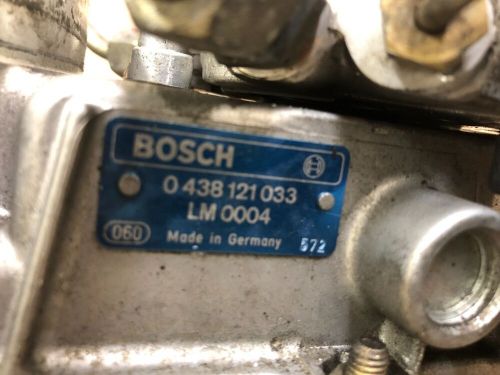 BOSCH
0 438 121 033
LM 0004
060 Made in Germany 572